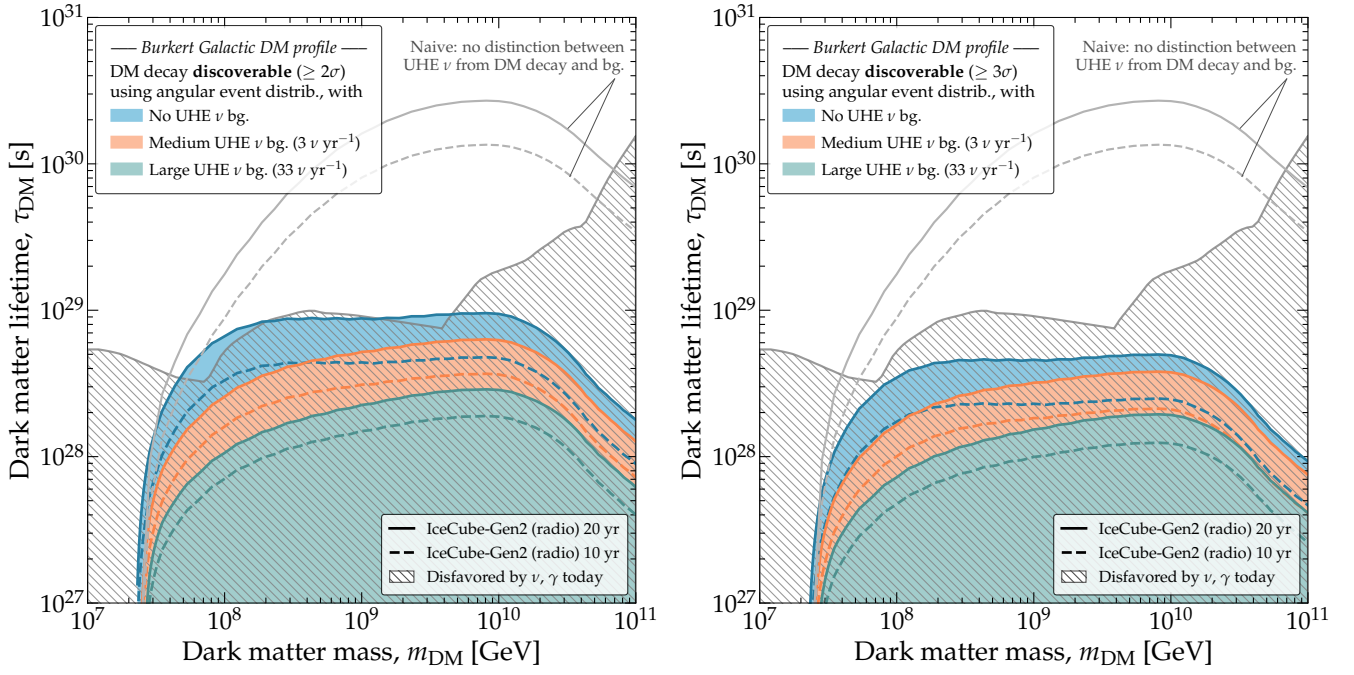 — Burkert Galactic DM profile —
DM decay discoverable (≥ 2σ)
using angular event distrib., with
No UHE ν bg.
Medium UHE ν bg. (3 ν yr⁻¹)
Large UHE ν bg. (33 ν yr⁻¹)
Naive: no distinction between
UHE ν from DM decay and bg.
10³¹
10³⁰
10²⁹
10²⁸
10²⁷
Dark matter lifetime, τ_DM [s]
IceCube-Gen2 (radio) 20 yr
IceCube-Gen2 (radio) 10 yr
Disfavored by ν, γ today
10⁷ 10⁸ 10⁹ 10¹⁰ 10¹¹
Dark matter mass, m_DM [GeV]
— Burkert Galactic DM profile —
DM decay discoverable (≥ 3σ)
using angular event distrib., with
No UHE ν bg.
Medium UHE ν bg. (3 ν yr⁻¹)
Large UHE ν bg. (33 ν yr⁻¹)
Naive: no distinction between
UHE ν from DM decay and bg.
10³¹
10³⁰
10²⁹
10²⁸
10²⁷
Dark matter lifetime, τ_DM [s]
IceCube-Gen2 (radio) 20 yr
IceCube-Gen2 (radio) 10 yr
Disfavored by ν, γ today
10⁷ 10⁸ 10⁹ 10¹⁰ 10¹¹
Dark matter mass, m_DM [GeV]